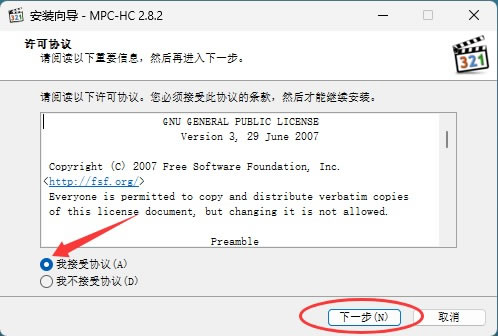 安装向导 - MPC-HC 2.8.2
许可协议
请阅读以下重要信息，然后再进入下一步。
321
请阅读以下许可协议。您必须接受此协议的条款，然后才能继续安装。
GNU GENERAL PUBLIC LICENSE
Version 3, 29 June 2007
Copyright (C) 2007 Free Software Foundation, Inc.
<http://fsf.org/>
Everyone is permitted to copy and distribute verbatim copies
of this license document, but changing it is not allowed.
Preamble
我接受协议(A)
我不接受协议(D)
下一步(N)
取消